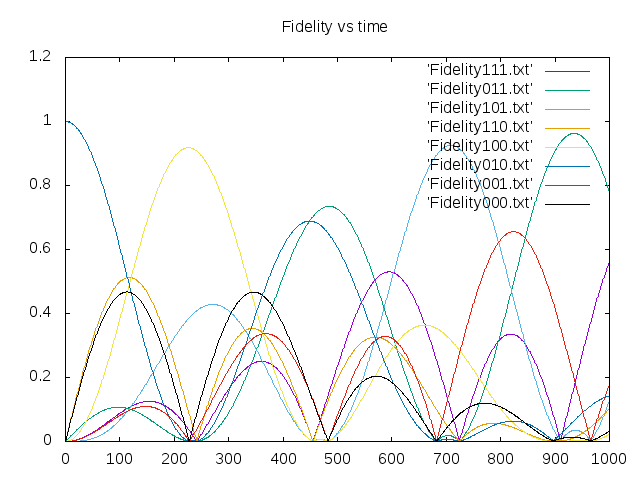 Fidelity vs time
1.2
1
0.8
0.6
0.4
0.2
0
'Fidelity111.txt'
'Fidelity011.txt'
'Fidelity101.txt'
'Fidelity110.txt'
'Fidelity100.txt'
'Fidelity010.txt'
'Fidelity001.txt'
'Fidelity000.txt'
0 100 200 300 400 500 600 700 800 900 1000